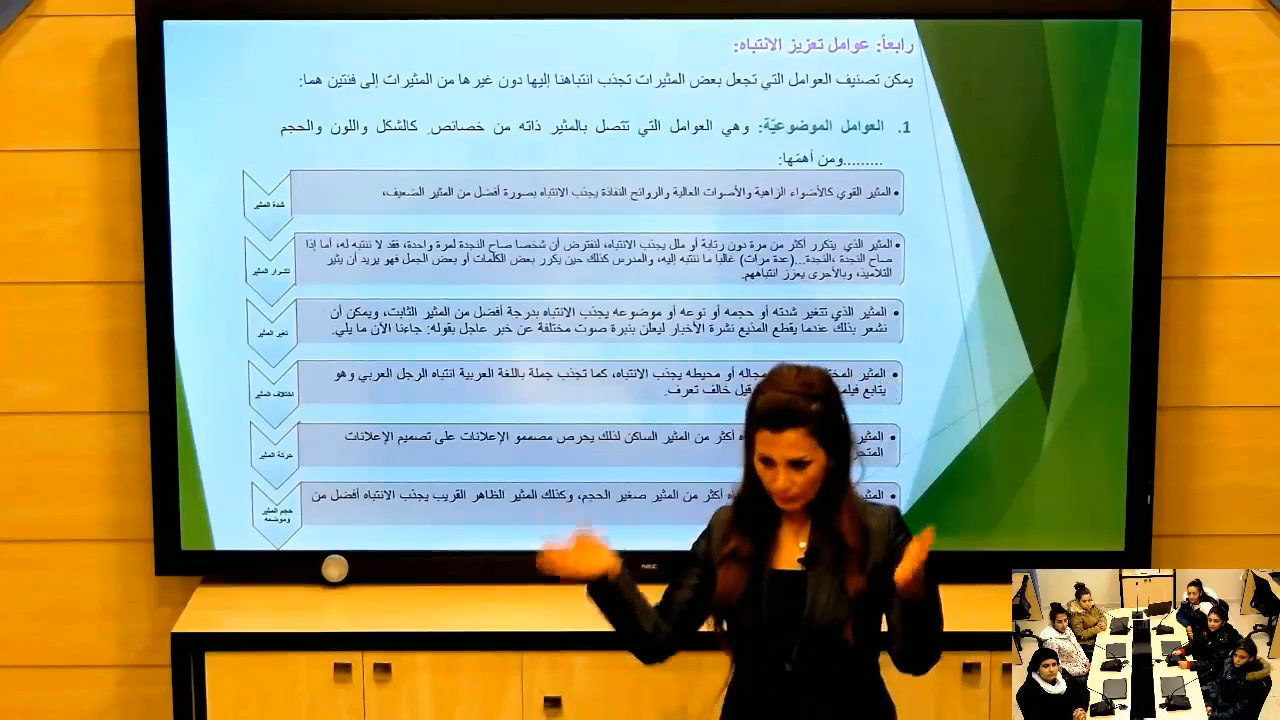 رابعاً: عوامل تعزيز الانتباه:
يمكن تصنيف العوامل التي تجعل بعض المثيرات تجذب انتباهنا إليها دون غيرها من المثيرات إلى فئتين هما:
1. العوامل الموضوعيّة: وهي العوامل التي تتصل بالمثير ذاته من خصائص كالشكل واللون والحجم
.........ومن أهمّها:
شدة المثير
• المثير القوي كالأضواء الزاهية والأصوات العالية والروائح النفاذة يجذب الانتباه بصورة أفضل من المثير الضعيف،
تكرار المثير
• المثير الذي يتكرر أكثر من مرة دون رتابة أو ملل يجذب الانتباه، لنفترض أن شخصا صاح النجدة لمرة واحدة، فقد لا ننتبه له، أما إذا
صاح النجدة ،النجدة...(عدة مرات) غالبا ما ننتبه إليه، والمدرس كذلك حين يكرر بعض الكلمات أو بعض الجمل فهو يريد أن يثير
التلاميذ، وبالأحرى يعزز انتباههم.
تغير المثير
• المثير الذي تتغير شدته أو حجمه أو نوعه أو موضوعه يجذب الانتباه بدرجة أفضل من المثير الثابت، ويمكن أن
نشعر بذلك عندما يقطع المذيع نشرة الأخبار ليعلن بنبرة صوت مختلفة عن خبر عاجل بقوله: جاءنا الآن ما يلي.
اختلاف المثير
• المثير مجاله أو محيطه يجذب الانتباه، كما تجذب جملة باللغة العربية انتباه الرجل العربي وهو
يتابع قيل خالف تعرف.
حركة المثير
• المثير أكثر من المثير الساكن لذلك يحرص مصممو الإعلانات على تصميم الإعلانات
حجم المثير
وموضعه
• المثير أكثر من المثير صغير الحجم، وكذلك المثير الظاهر القريب يجذب الانتباه أفضل من
NEC